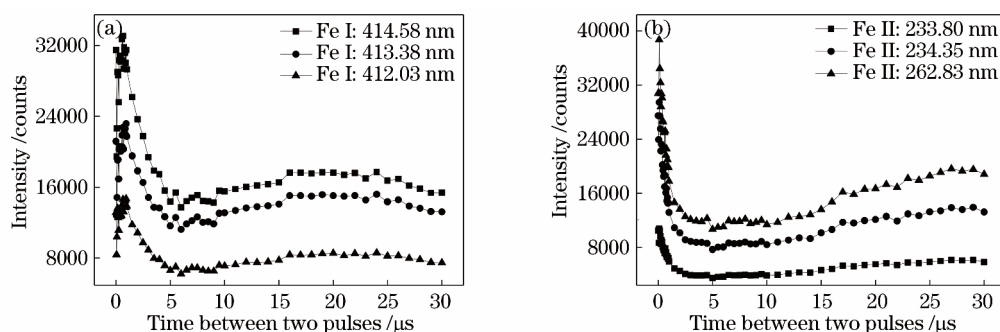 (a)
Fe I: 414.58 nm
Fe I: 413.38 nm
Fe I: 412.03 nm
32000
24000
16000
8000
Intensity /counts
0 5 10 15 20 25 30
Time between two pulses /μs
(b)
Fe II: 233.80 nm
Fe II: 234.35 nm
Fe II: 262.83 nm
40000
32000
24000
16000
8000
Intensity /counts
0 5 10 15 20 25 30
Time between two pulses /μs